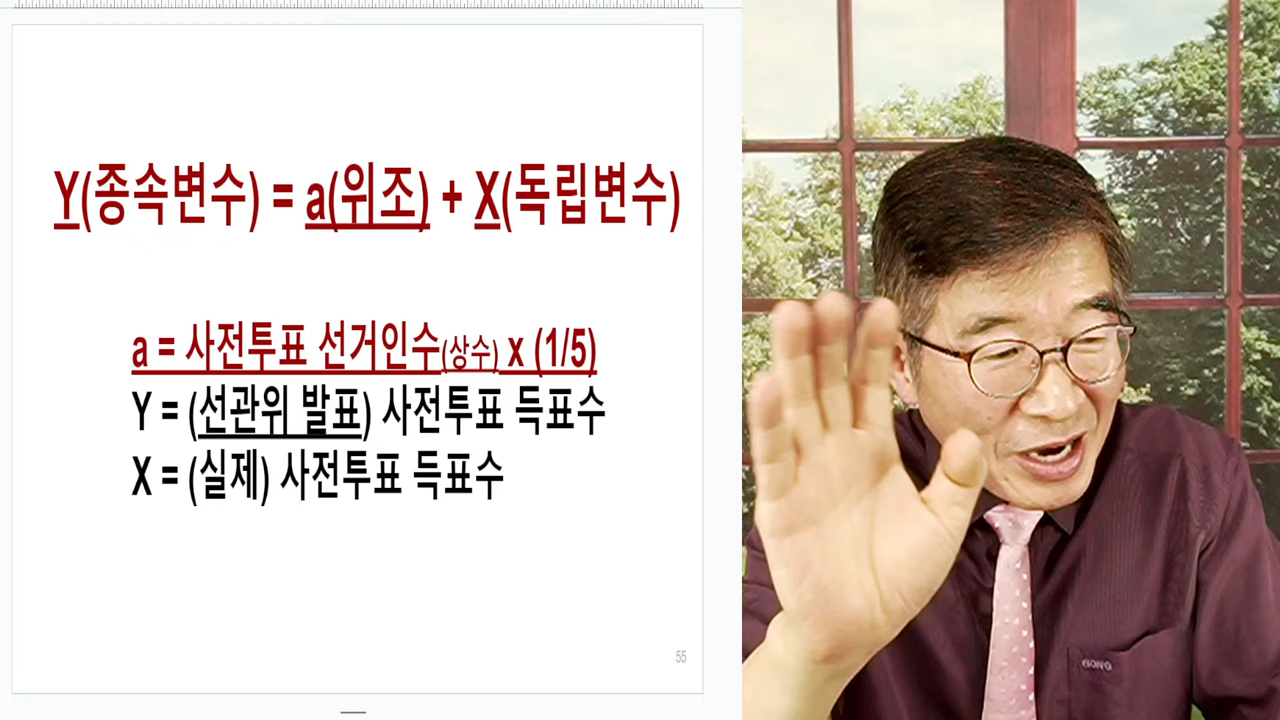 Y(종속변수) = a(위조) + X(독립변수)
a = 사전투표 선거인수(상수) x (1/5)
Y = (선관위 발표) 사전투표 득표수
X = (실제) 사전투표 득표수
55
GONG